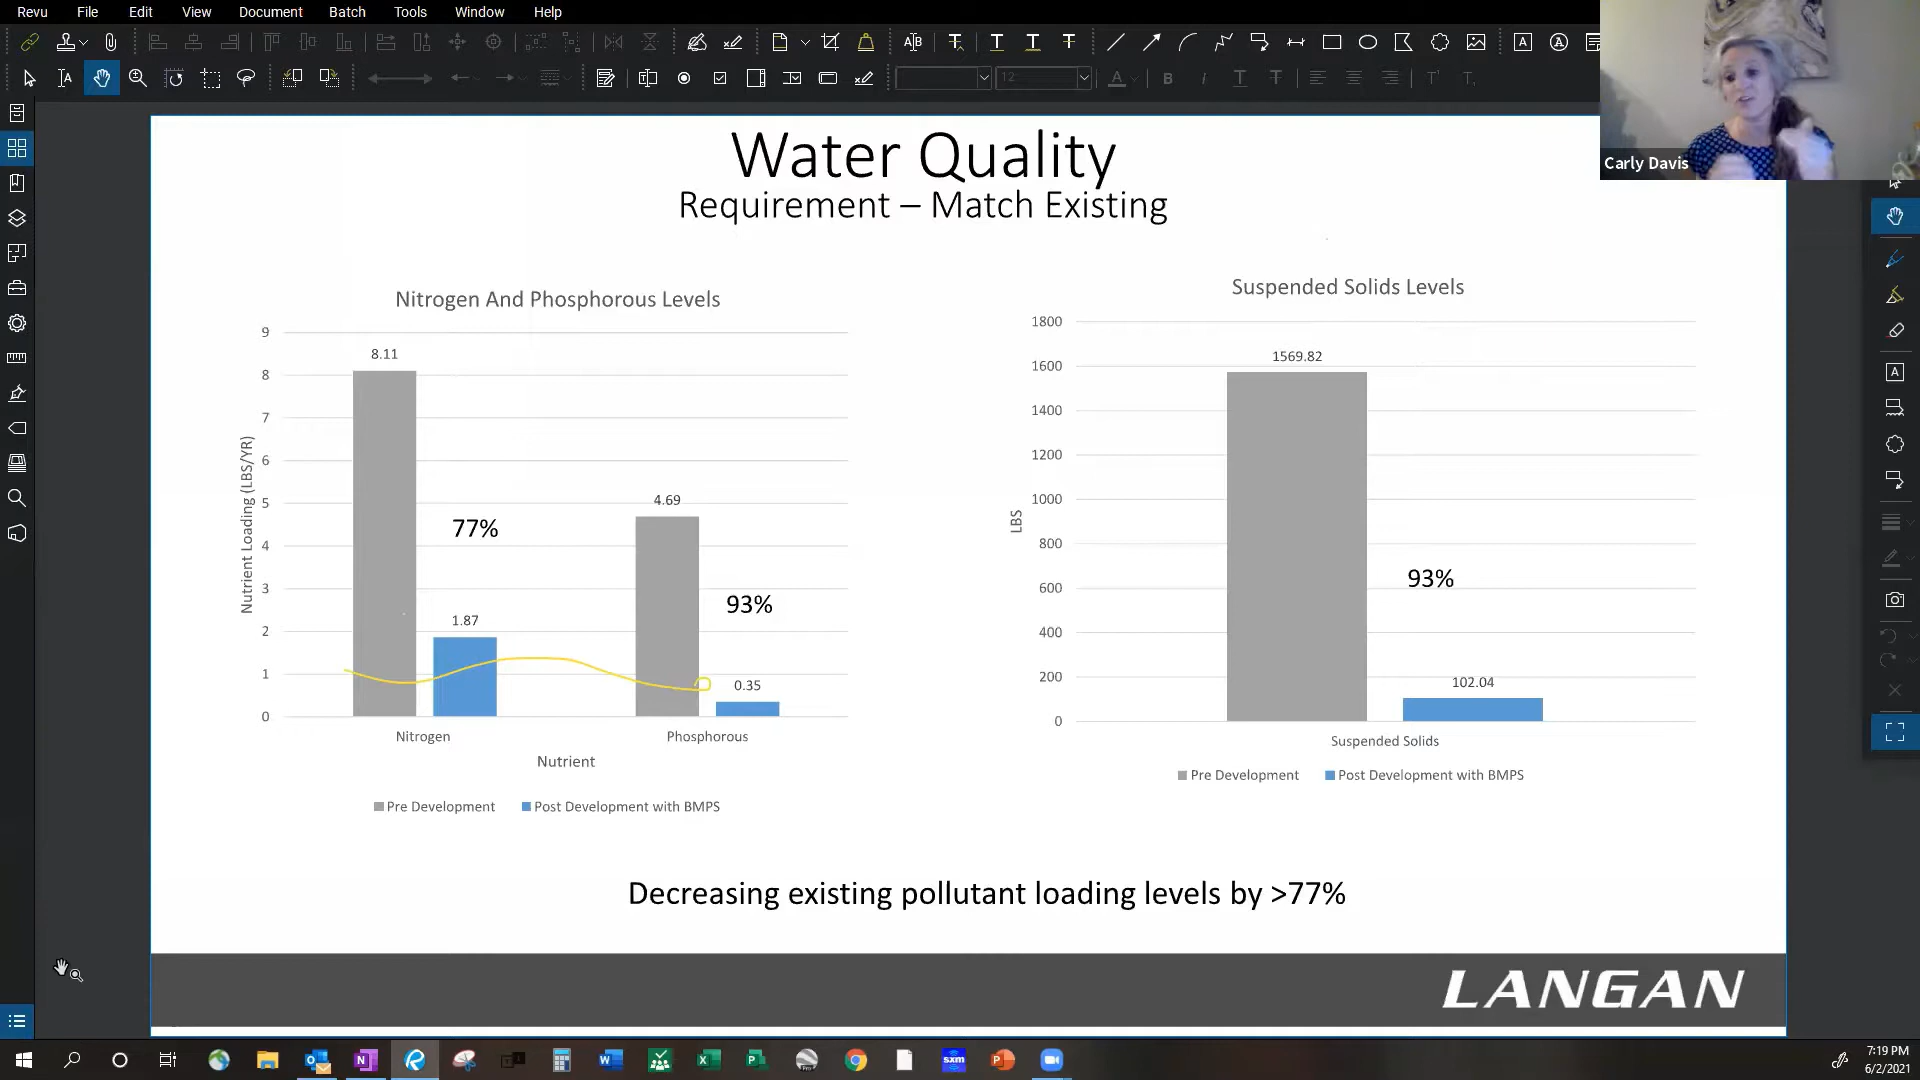 Revu File Edit View Document Batch Tools Window Help
12
Carly Davis
Water Quality
Requirement – Match Existing
Nitrogen And Phosphorous Levels
Nutrient Loading (LBS/YR)
9
8
7
6
5
4
3
2
1
0
8.11
77%
1.87
4.69
93%
0.35
Nitrogen Phosphorous
Nutrient
Pre Development Post Development with BMPS
Suspended Solids Levels
LBS
1800
1600
1400
1200
1000
800
600
400
200
0
1569.82
93%
102.04
Suspended Solids
Pre Development Post Development with BMPS
Decreasing existing pollutant loading levels by >77%
LANGAN
7:19 PM
6/2/2021